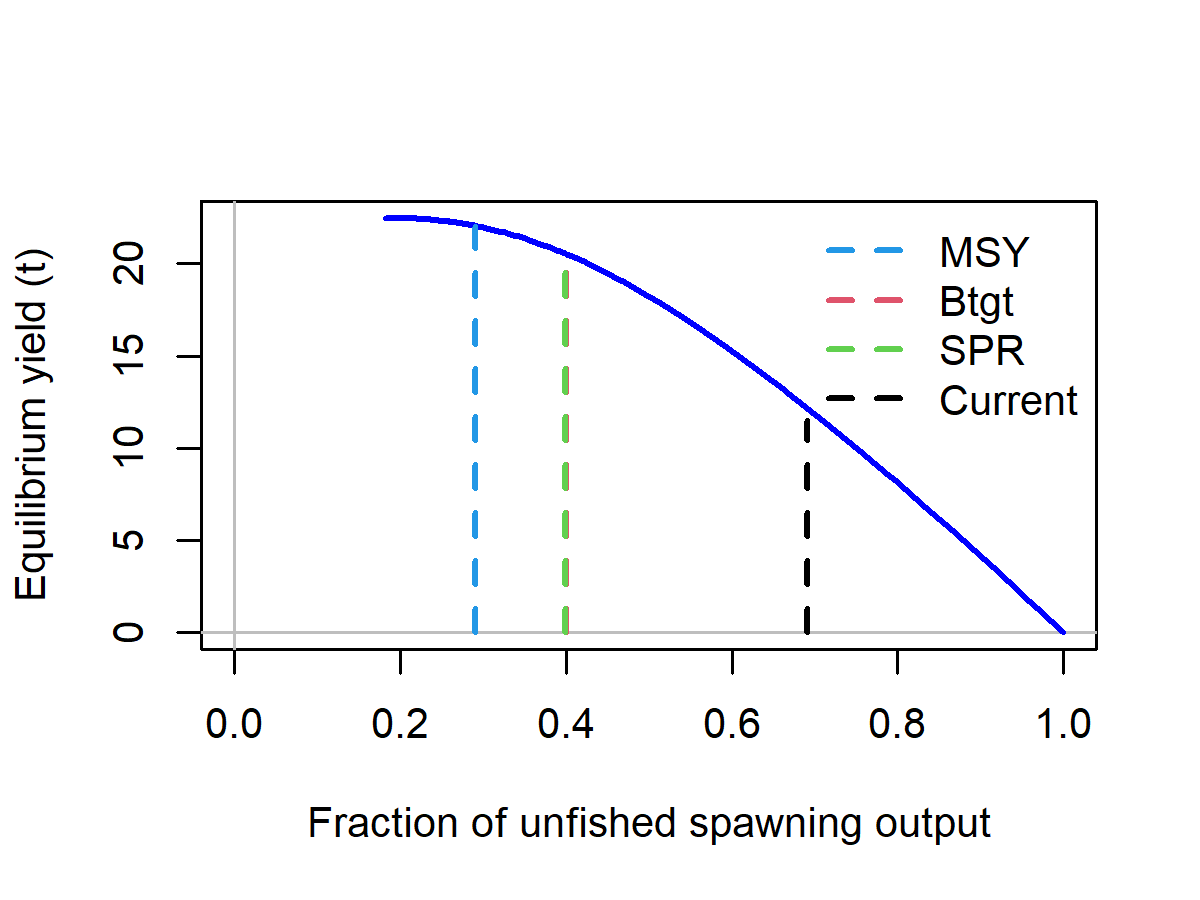 Equilibrium yield (t)
20
15
10
5
0
MSY
Btgt
SPR
Current
0.0 0.2 0.4 0.6 0.8 1.0
Fraction of unfished spawning output